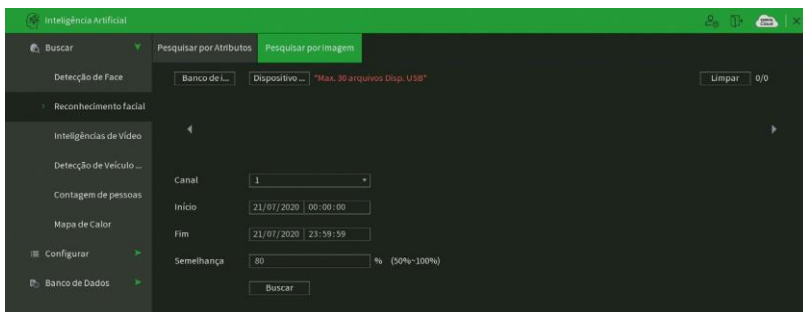 Inteligência Artificial
Buscar
Detecção de Face
Reconhecimento facial
Inteligências de Vídeo
Detecção de Veículo ...
Contagem de pessoas
Mapa de Calor
Configurar
Banco de Dados
Pesquisar por Atributos Pesquisar por Imagem
Banco de i... Dispositivo ... "Max. 30 arquivos Disp. USB" Limpar 0/0
Canal 1
Início 21/07/2020 00:00:00
Fim 21/07/2020 23:59:59
Semelhança 80 % (50%~100%)
Buscar